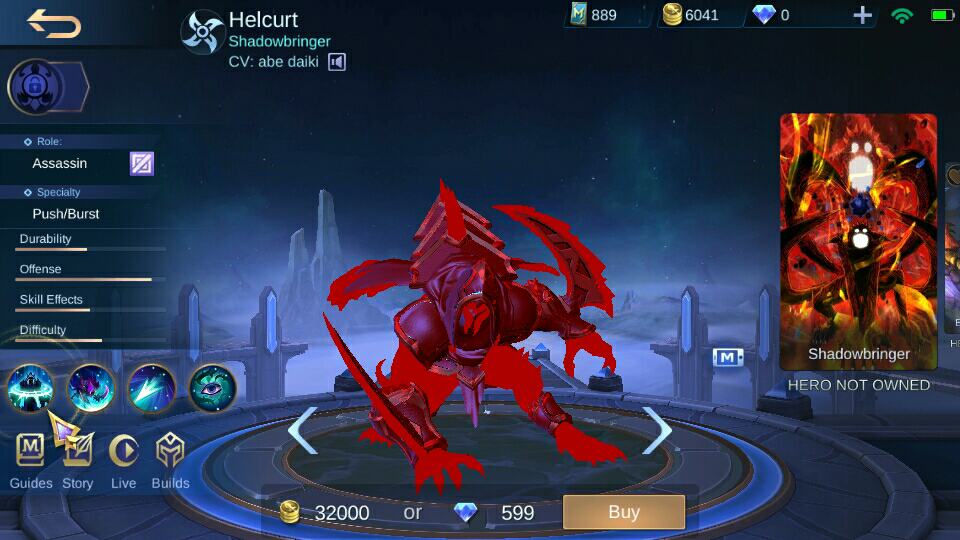 Helcurt
Shadowbringer
CV: abe daiki
889
6041
0
Role:
Assassin
Specialty
Push/Burst
Durability
Offense
Skill Effects
Difficulty
M
Guides
Story
Live
Builds
M
Shadowbringer
HERO NOT OWNED
32000 or 599
Buy